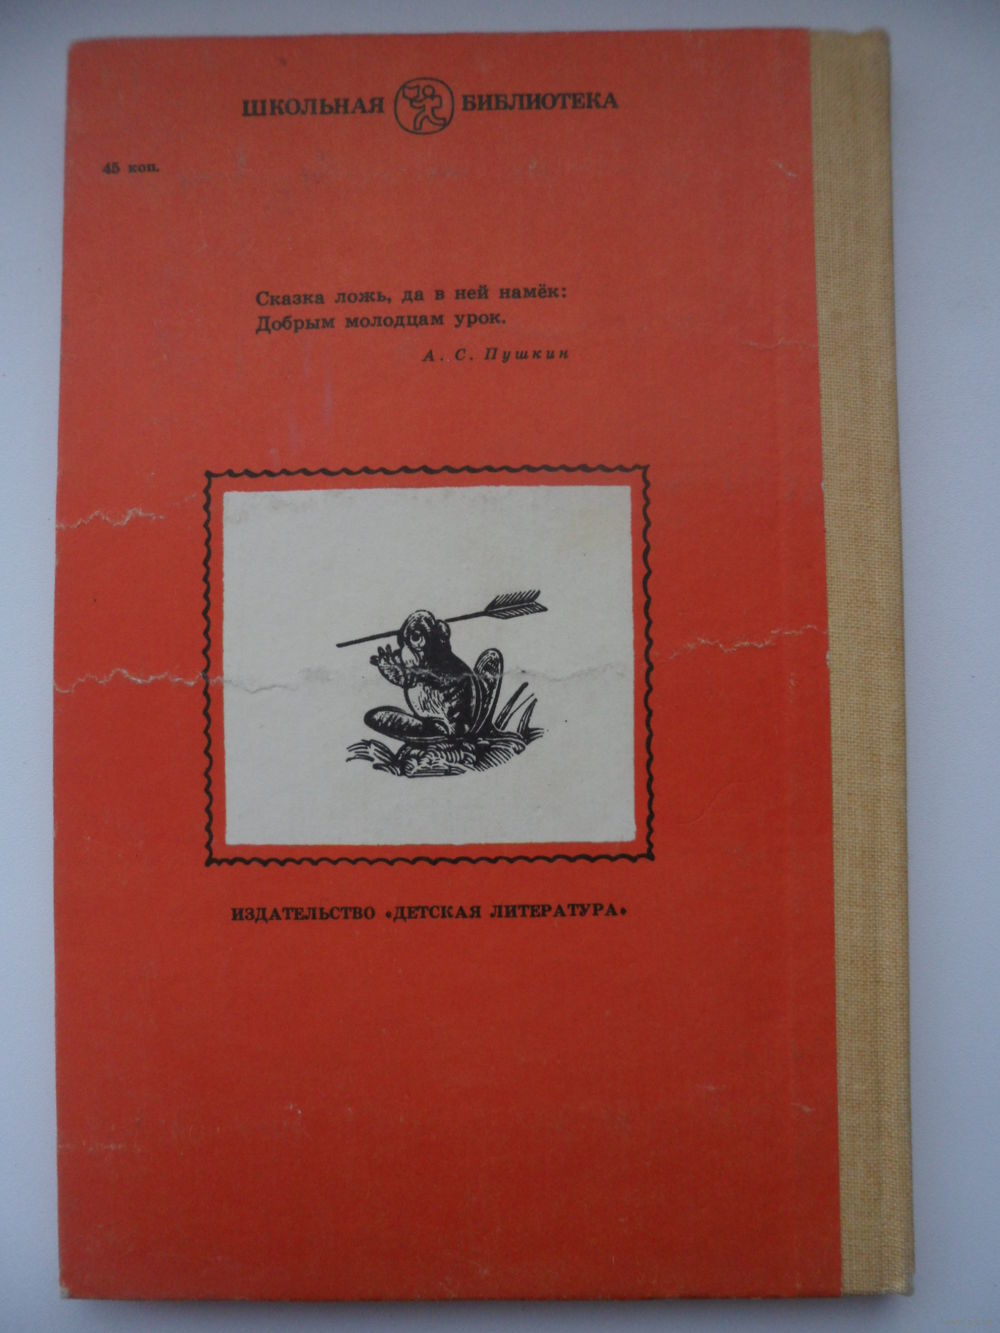 ШКОЛЬНАЯ БИБЛИОТЕКА
45 коп.
Сказка ложь, да в ней намёк:
Добрым молодцам урок.
А. С. Пушкин
ИЗДАТЕЛЬСТВО «ДЕТСКАЯ ЛИТЕРАТУРА»